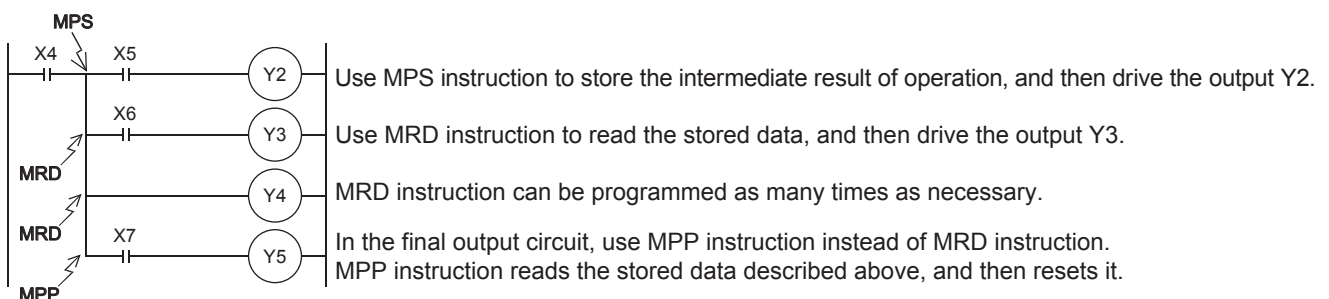 MPS
X4 X5
Y2 Use MPS instruction to store the intermediate result of operation, and then drive the output Y2.
X6
Y3 Use MRD instruction to read the stored data, and then drive the output Y3.
MRD
Y4 MRD instruction can be programmed as many times as necessary.
MRD X7
Y5 In the final output circuit, use MPP instruction instead of MRD instruction.
MPP instruction reads the stored data described above, and then resets it.
MPP